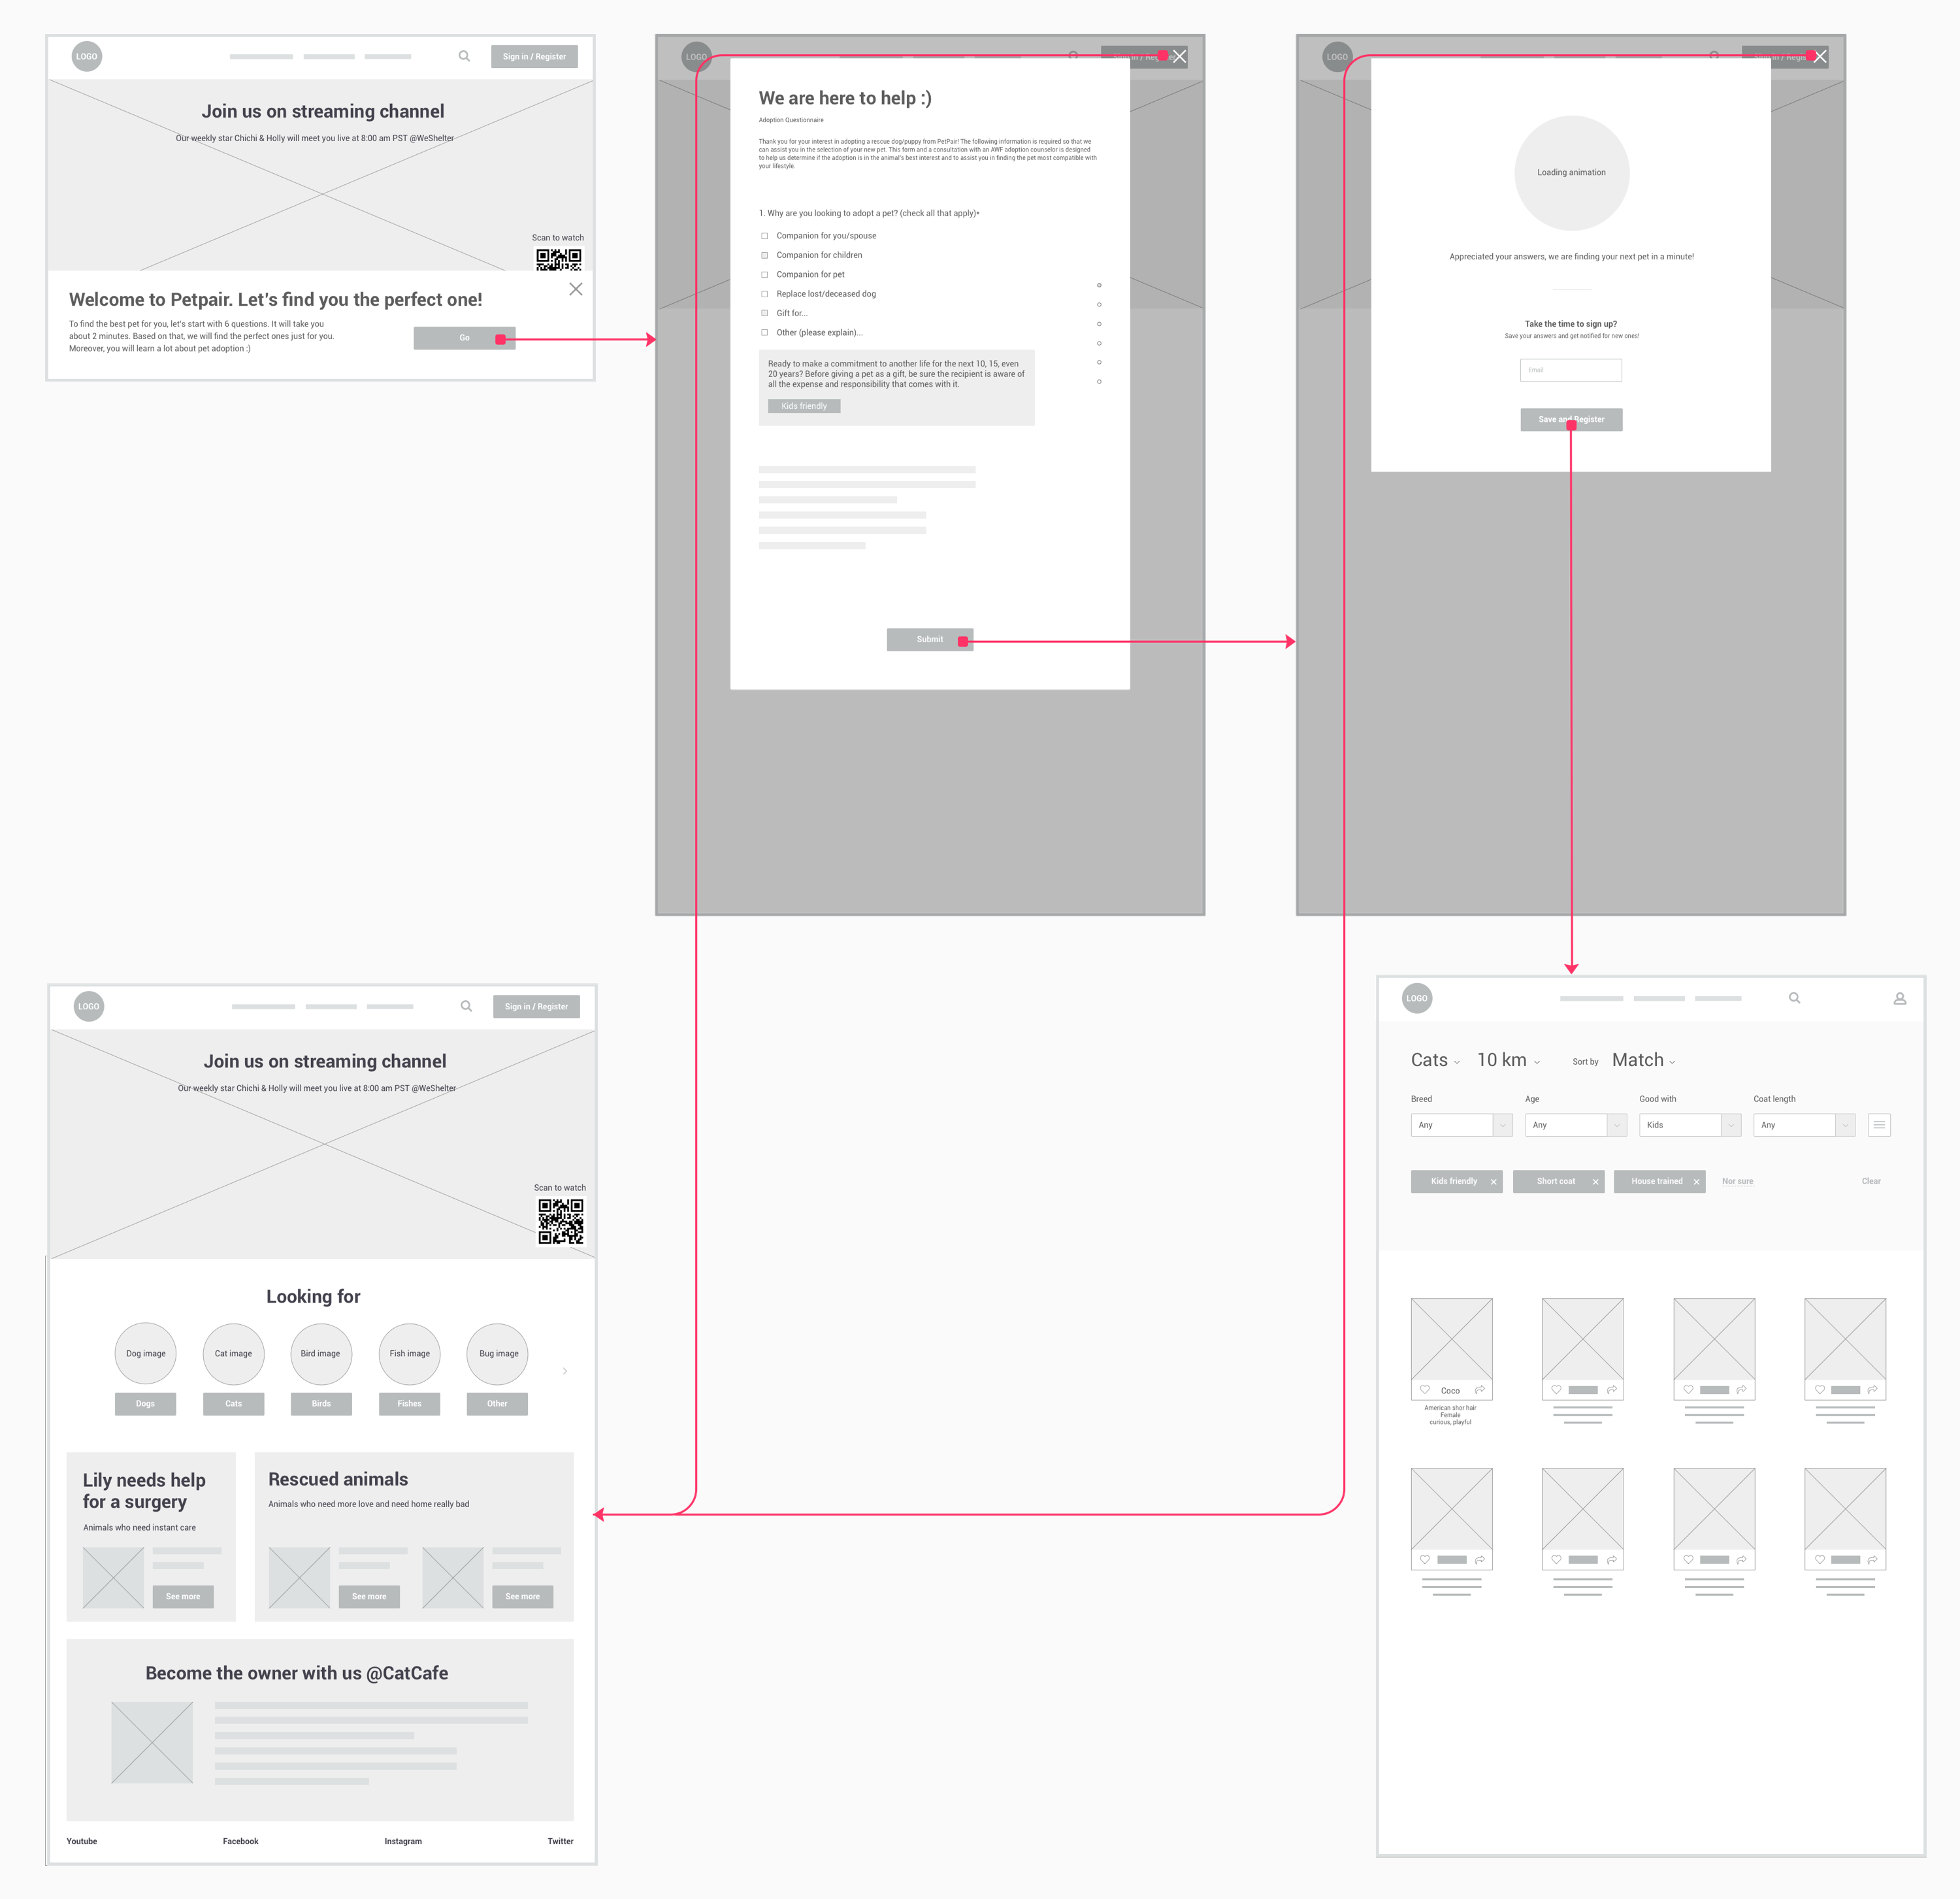 LOGO
Sign in / Register
Join us on streaming channel
Our weekly star Chichi & Holly will meet you live at 8:00 am PST @WeShelter
Scan to watch
Welcome to Petpair. Let's find you the perfect one!
To find the best pet for you, let's start with 6 questions. It will take you
about 2 minutes. Based on that, we will find the perfect ones just for you.
Moreover, you will learn a lot about pet adoption :)
Go
LOGO
Sign in / Register
We are here to help :)
Adoption Questionnaire
Thank you for your interest in adopting a rescue dog/puppy from PetPair! The following information is required so that we
can assist you in the selection of your new pet. This form and a consultation with an AWF adoption counselor is designed
to help us determine if the adoption is in the animal's best interest and to assist you in finding the pet most compatible with
your lifestyle.
1. Why are you looking to adopt a pet? (check all that apply)*
Companion for you/spouse
Companion for children
Companion for pet
Replace lost/deceased dog
Gift for...
Other (please explain)...
Ready to make a commitment to another life for the next 10, 15, even
20 years? Before giving a pet as a gift, be sure the recipient is aware of
all the expense and responsibility that comes with it.
Kids friendly
Submit
LOGO
Sign in / Regis
Loading animation
Appreciated your answers, we are finding your next pet in a minute!
Take the time to sign up?
Save your answers and get notified for new ones!
Email
Save and Register
LOGO
Sign in / Register
Join us on streaming channel
Our weekly star Chichi & Holly will meet you live at 8:00 am PST @WeShelter
Scan to watch
Looking for
Dog image
Cat image
Bird image
Fish image
Bug image
Dogs
Cats
Birds
Fishes
Other
Lily needs help
for a surgery
Animals who need instant care
See more
Rescued animals
Animals who need more love and need home really bad
See more
See more
Become the owner with us @CatCafe
Youtube
Facebook
Instagram
Twitter
LOGO
Cats
10 km
Sort by
Match
Breed
Age
Good with
Coat length
Any
Any
Kids
Any
Kids friendly
Short coat
House trained
Nor sure
Clear
Coco
American shor hair
Female
curious, playful